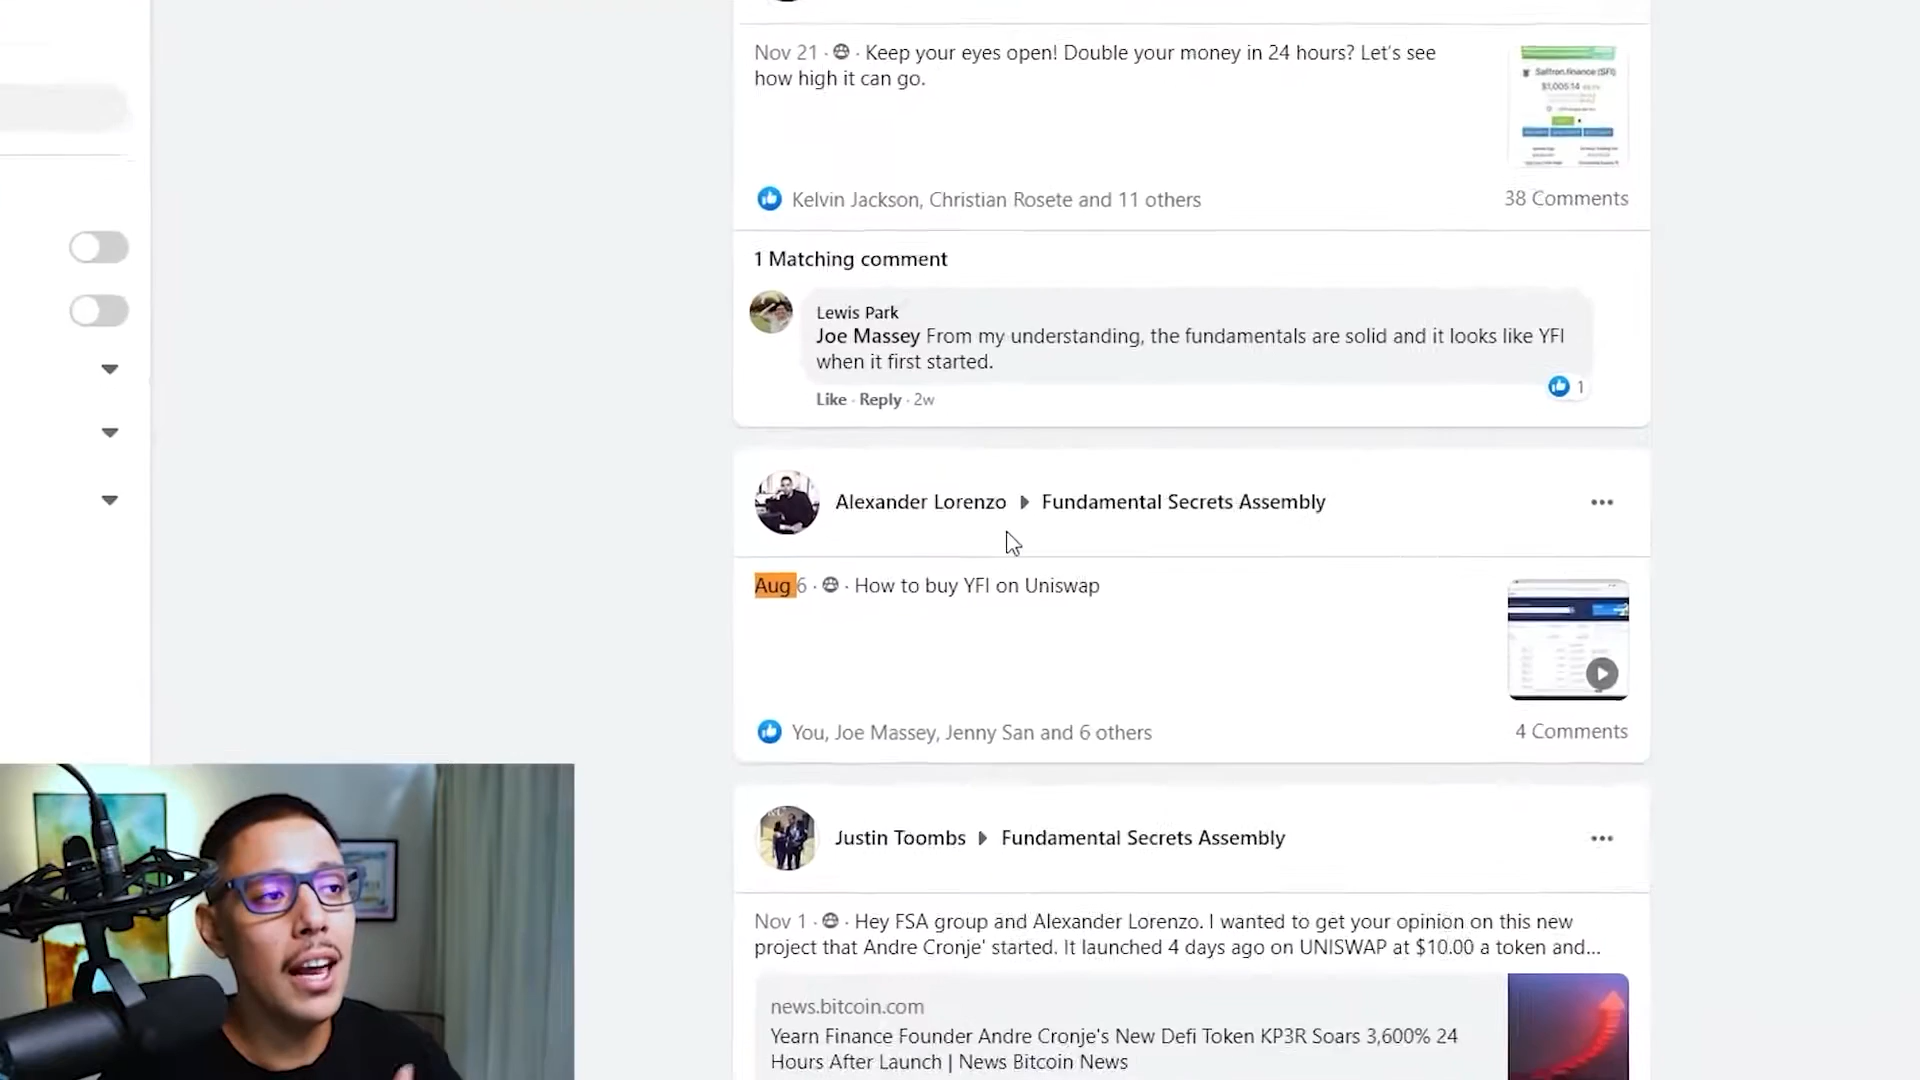 Nov 21 · Keep your eyes open! Double your money in 24 hours? Let's see
how high it can go.
Saffron.finance (SFI)
$1,005.14
Kelvin Jackson, Christian Rosete and 11 others
38 Comments
1 Matching comment
Lewis Park
Joe Massey From my understanding, the fundamentals are solid and it looks like YFI
when it first started.
1
Like · Reply · 2w
Alexander Lorenzo Fundamental Secrets Assembly
Aug 6 · How to buy YFI on Uniswap
You, Joe Massey, Jenny San and 6 others
4 Comments
Justin Toombs Fundamental Secrets Assembly
Nov 1 · Hey FSA group and Alexander Lorenzo. I wanted to get your opinion on this new
project that Andre Cronje' started. It launched 4 days ago on UNISWAP at $10.00 a token and...
news.bitcoin.com
Yearn Finance Founder Andre Cronje's New Defi Token KP3R Soars 3,600% 24
Hours After Launch | News Bitcoin News